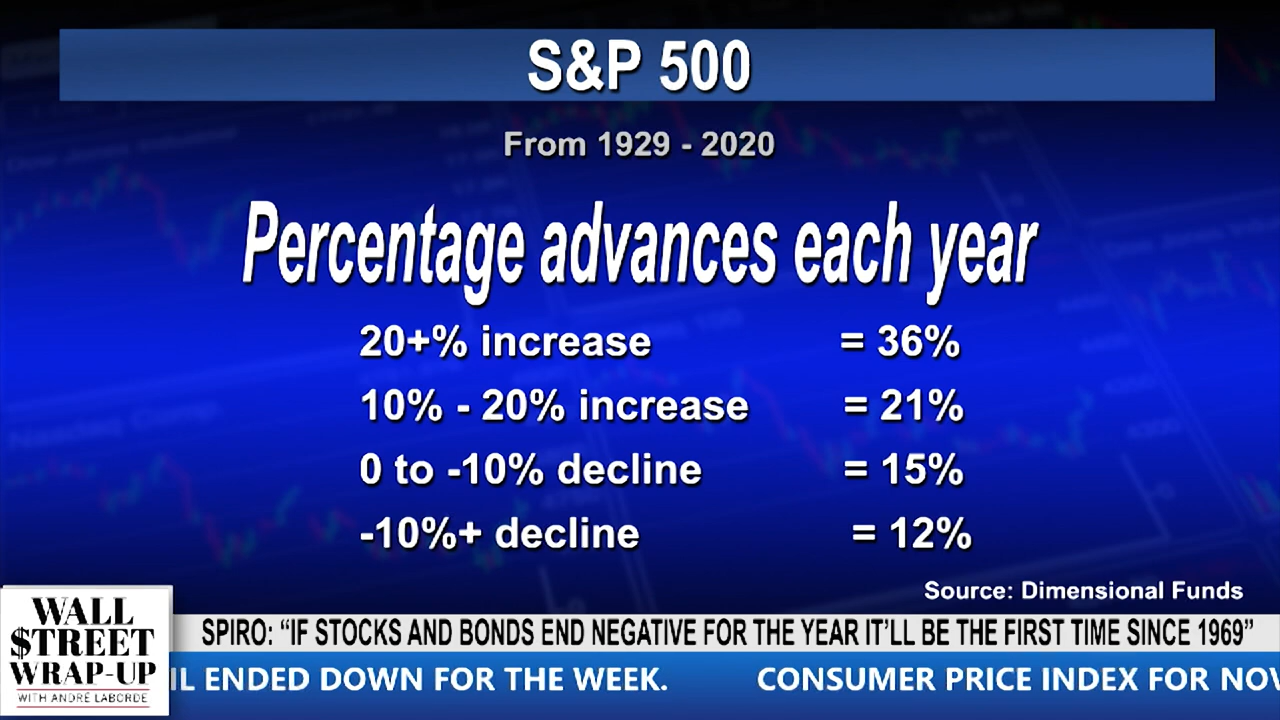 S&P 500
From 1929 - 2020
Percentage advances each year
20+% increase = 36%
10% - 20% increase = 21%
0 to -10% decline = 15%
-10%+ decline = 12%
Source: Dimensional Funds
WALL
$TREET
WRAP-UP
WITH ANDRÉ LABORDE
SPIRO: “IF STOCKS AND BONDS END NEGATIVE FOR THE YEAR IT’LL BE THE FIRST TIME SINCE 1969”
IL ENDED DOWN FOR THE WEEK. CONSUMER PRICE INDEX FOR NOV